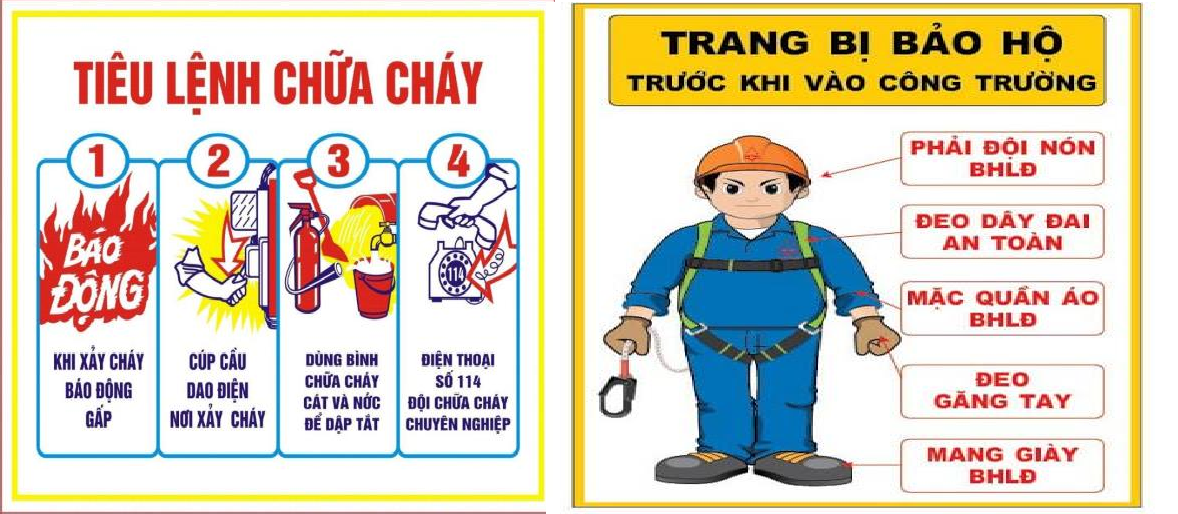 TIÊU LỆNH CHỮA CHÁY
1
BÁO
ĐỘNG
KHI XẢY CHÁY
BÁO ĐỘNG
GẤP
2
CÚP CẦU
DAO ĐIỆN
NƠI XẢY CHÁY
3
DÙNG BÌNH
CHỮA CHÁY
CÁT VÀ NỚC
ĐỂ DẬP TẮT
4
114
ĐIỆN THOẠI
SỐ 114
ĐỘI CHỮA CHÁY
CHUYÊN NGHIỆP
TRANG BỊ BẢO HỘ
TRƯỚC KHI VÀO CÔNG TRƯỜNG
PHẢI ĐỘI NÓN
BHLĐ
ĐEO DÂY ĐAI
AN TOÀN
MẶC QUẦN ÁO
BHLĐ
ĐEO
GĂNG TAY
MANG GIÀY
BHLĐ